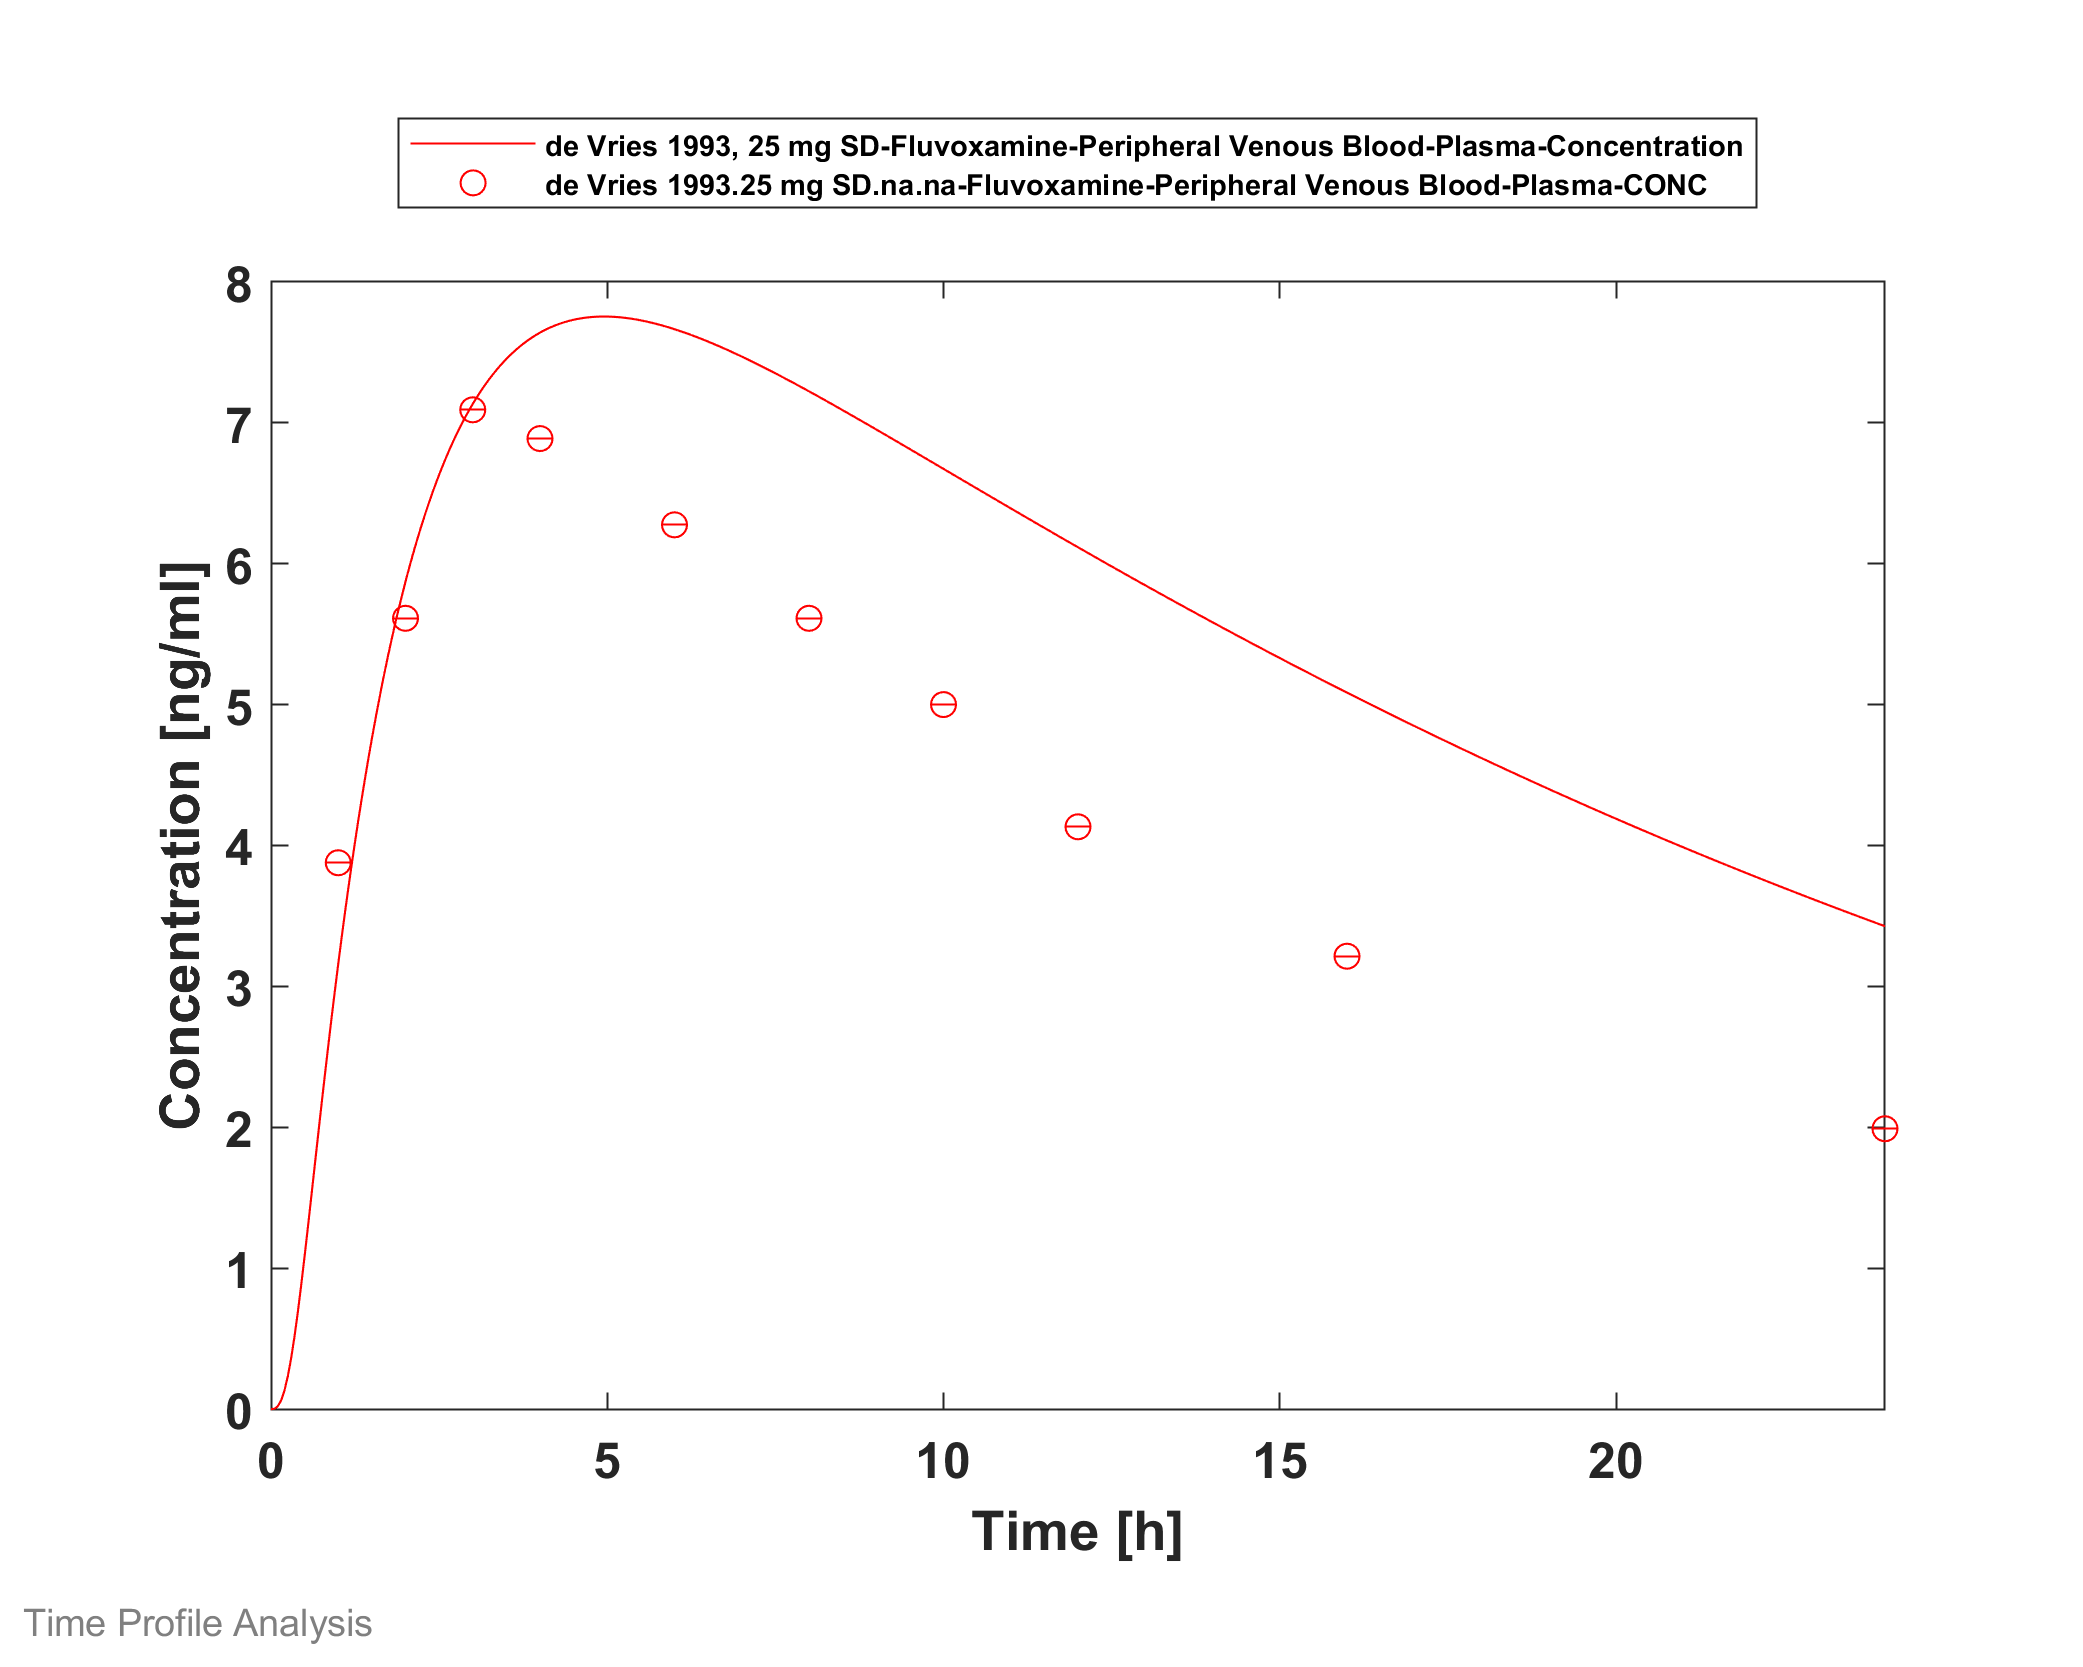 de Vries 1993, 25 mg SD-Fluvoxamine-Peripheral Venous Blood-Plasma-Concentration
de Vries 1993.25 mg SD.na.na-Fluvoxamine-Peripheral Venous Blood-Plasma-CONC
8
7
6
5
4
3
2
1
0
Concentration [ng/ml]
0 5 10 15 20
Time [h]
Time Profile Analysis